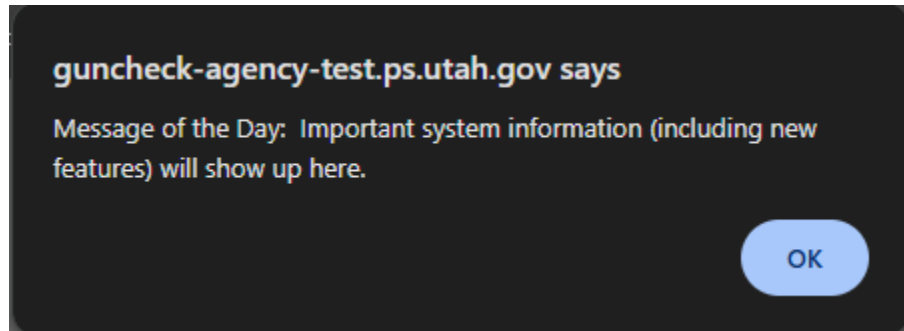 guncheck-agency-test.ps.utah.gov says
Message of the Day:  Important system information (including new
features) will show up here.
OK